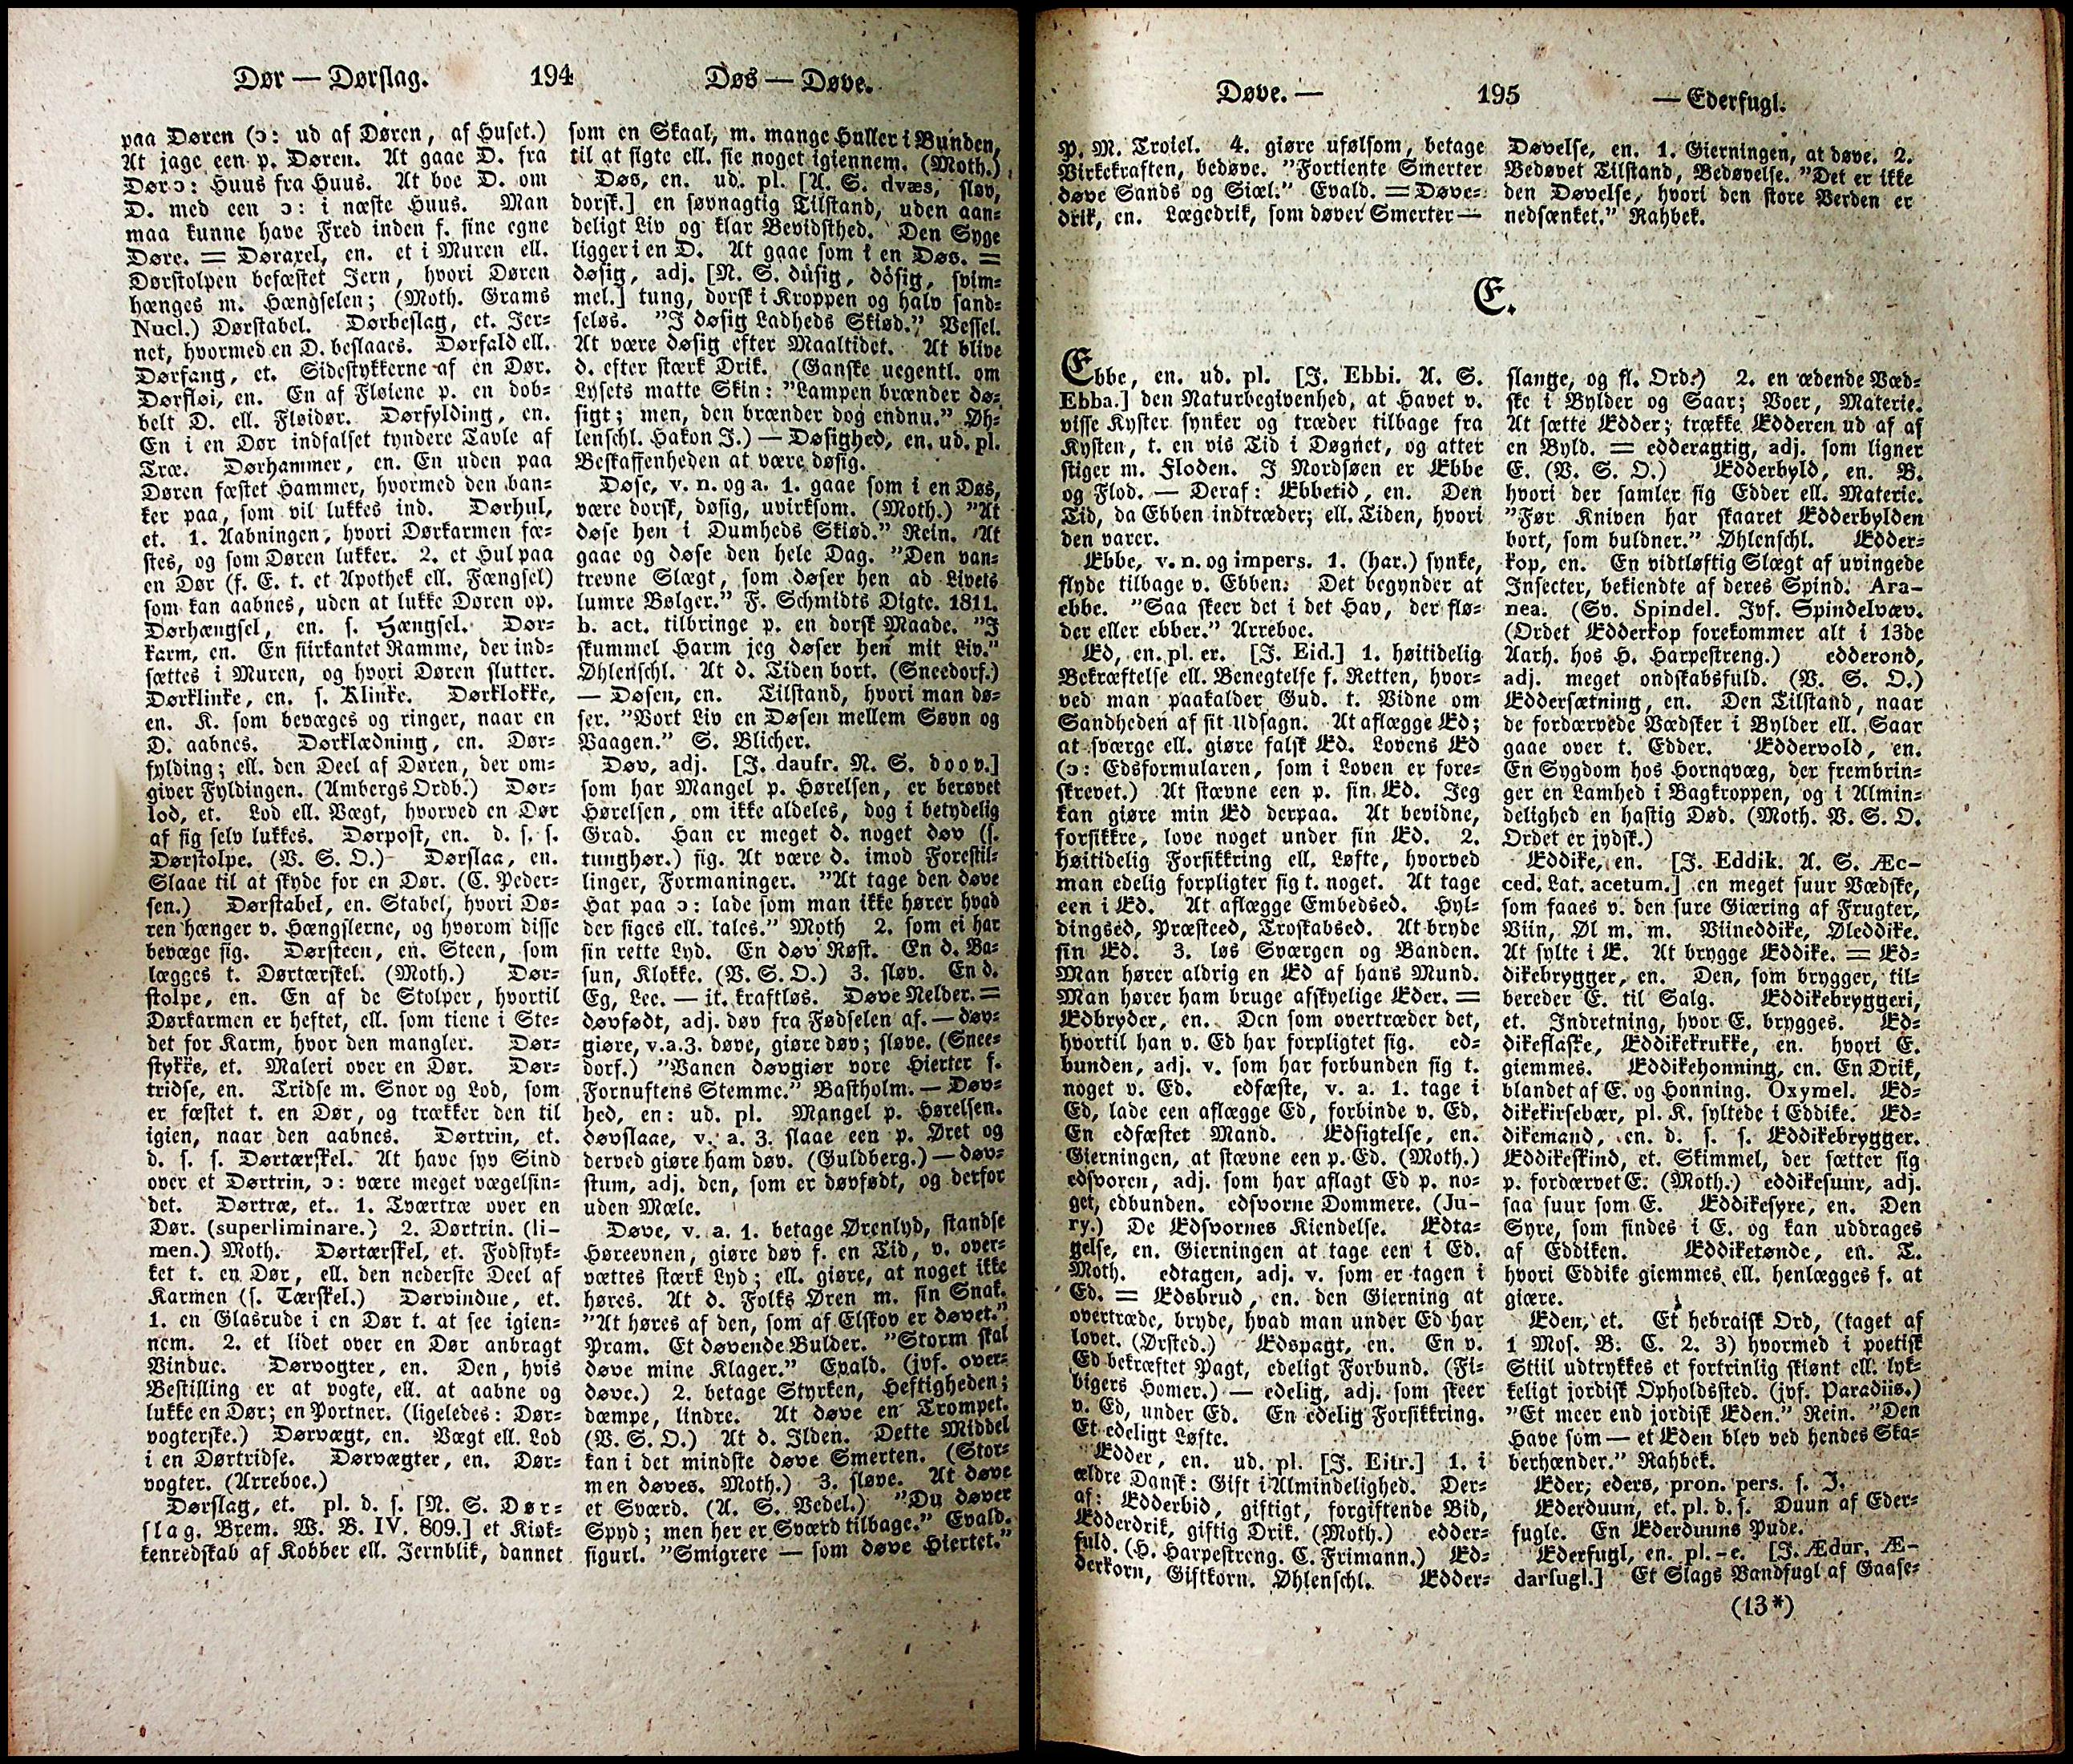 Dør — Dørslag.
194
Døs — Døve.
paa Døren (ɔ: ud af Døren, af Huset.)
At jage een p. Døren. At gaae D. fra
Dør ɔ: Huus fra Huus. At boe D. om
D. med een ɔ: i næste Huus. Man
maa kunne have Fred inden f. sine egne
Døre. = Døraxel, en. et i Muren ell.
Dørstolpen befæstet Jern, hvori Døren
hænges m. Hængselen; (Moth. Grams
Nucl.) Dørstabel. Dørbeslag, et. Jer-
net, hvormed en D. beslaaes. Dørfald ell.
Dørfang, et. Sidestykkerne af en Dør.
Dørfløi, en. En af Fløiene p. en dob-
belt D. ell. Fløidør. Dørfylding, en.
En i en Dør indfalset tyndere Tavle af
Træ. Dørhammer, en. En uden paa
Døren fæstet Hammer, hvormed den ban-
ker paa, som vil lukkes ind. Dørhul,
et. 1. Aabningen, hvori Dørkarmen fæ-
stes, og som Døren lukker. 2. et Hul paa
en Dør (f. E. t. et Apothek ell. Fængsel)
som kan aabnes, uden at lukke Døren op.
Dørhængsel, en. s. Hængsel. Dør-
karm, en. En fiirkantet Ramme, der ind-
sættes i Muren, og hvori Døren slutter.
Dørklinke, en. s. Klinke. Dørklokke,
en. K. som bevæges og ringer, naar en
D. aabnes. Dørklædning, en. Dør-
fylding; ell. den Deel af Døren, der om-
giver Fyldingen. (Ambergs Ordb.) Dør-
lod, et. Lod ell. Vægt, hvorved en Dør
af sig selv lukkes. Dørpost, en. d. s. s.
Dørstolpe. (V. S. O.) Dørslaa, en.
Slaae til at skyde for en Dør. (C. Peder-
sen.) Dørstabel, en. Stabel, hvori Dø-
ren hænger v. Hængslerne, og hvorom disse
bevæge sig. Dørsteen, en. Steen, som
lægges t. Dørtærskel. (Moth.) Dør-
stolpe, en. En af de Stolper, hvortil
Dørkarmen er heftet, ell. som tiene i Ste-
det for Karm, hvor den mangler. Dør-
stykke, et. Maleri over en Dør. Dør-
tridse, en. Tridse m. Snor og Lod, som
er fæstet t. en Dør, og trækker den til
igien, naar den aabnes. Dørtrin, et.
d. s. s. Dørtærskel. At have syv Sind
over et Dørtrin, ɔ: være meget vægelsin-
det. Dørtræ, et. 1. Tværtræ over en
Dør. (superliminare.) 2. Dørtrin. (li-
men.) Moth. Dørtærskel, et. Fodstyk-
ket t. en Dør, ell. den nederste Deel af
Karmen (s. Tærskel.) Dørvindue, et.
1. en Glasrude i en Dør t. at see igien-
nem. 2. et lidet over en Dør anbragt
Vindue. Dørvogter, en. Den, hvis
Bestilling er at vogte, ell. at aabne og
lukke en Dør; en Portner. (ligeledes: Dør-
vogterske.) Dørvægt, en. Vægt ell. Lod
i en Dørtridse. Dørvægter, en. Dør-
vogter. (Arreboe.)
Dørslag, et. pl. d. s. [N. S. Dør-
slag. Brem. W. B. IV. 809.] et Kiøk-
kenredskab af Kobber ell. Jernblik, dannet
som en Skaal, m. mange Huller i Bunden,
til at sigte ell. sie noget igiennem. (Moth.)
Døs, en. ud. pl. [A. S. dvæs, sløv,
dorsk.] en søvnagtig Tilstand, uden aan-
deligt Liv og klar Bevidsthed. Den Syge
ligger i en D. At gaae som i en Døs. =
døsig, adj. [N. S. düsig, dösig, svim-
mel.] tung, dorsk i Kroppen og halv sand-
seløs. "I døsig Ladheds Skiød." Wessel.
At være døsig efter Maaltidet. At blive
d. efter stærk Drik. (Ganske uegentl. om
Lysets matte Skin: "Lampen brænder dø-
sigt; men, den brænder dog endnu." Øh-
lenschl. Hakon J.) — Døsighed, en. ud. pl.
Beskaffenheden at være døsig.
Døse, v. n. og a. 1. gaae som i en Døs,
være dorsk, døsig, uvirksom. (Moth.) "At
døse hen i Dumheds Skiød." Rein. At
gaae og døse den hele Dag. "Den van-
trevne Slægt, som døser hen ad Livets
lumre Bølger." F. Schmidts Digte. 1811.
b. act. tilbringe p. en dorsk Maade. "I
skummel Harm jeg døser hen mit Liv."
Øhlenschl. At d. Tiden bort. (Sneedorf.)
— Døsen, en. Tilstand, hvori man dø-
ser. "Vort Liv en Døsen mellem Søvn og
Vaagen." S. Blicher.
Døv, adj. [J. daufr. N. S. doov.]
som har Mangel p. Hørelsen, er berøvet
Hørelsen, om ikke aldeles, dog i betydelig
Grad. Han er meget d. noget døv (s.
tunghør.) fig. At være d. imod Forestil-
linger, Formaninger. "At tage den døve
Hat paa ɔ: lade som man ikke hører hvad
der siges ell. tales." Moth 2. som ei har
sin rette Lyd. En døv Røst. En d. Ba-
sun, Klokke. (V. S. O.) 3. sløv. En d.
Eg, Lee. — it. kraftløs. Døve Nelder. =
døvfødt, adj. døv fra Fødselen af. — døv-
giøre, v. a. 3. døve, giøre døv; sløve. (Snee-
dorf.) "Vanen døvgiør vore Hierter f.
Fornuftens Stemme." Bastholm. — Døv-
hed, en: ud. pl. Mangel p. Hørelsen.
døvslaae, v. a. 3. slaae een p. Øret og
derved giøre ham døv. (Guldberg.) — døv-
stum, adj. den, som er døvfødt, og derfor
uden Mæle.
Døve, v. a. 1. betage Ørenlyd, standse
Høreevnen, giøre døv f. en Tid, v. over-
vættes stærk Lyd; ell. giøre, at noget ikke
høres. At d. Folks Øren m. sin Snak.
"At høres af den, som af Elskov er døvet."
Pram. Et døvende Bulder. "Storm skal
døve mine Klager." Evald. (jvf. over-
døve.) 2. betage Styrken, Heftigheden;
dæmpe, lindre. At døve en Trompet.
(V. S. O.) At d. Ilden. Dette Middel
kan i det mindste døve Smerten. (Stor-
men døves. Moth.) 3. sløve. At døve
et Sværd. (A. S. Vedel.) "Du døver
Spyd; men her er Sværd tilbage." Evald.
figurl. "Smigrere — som døve Hiertet."
Døve. —
195
— Ederfugl.
P. M. Troiel. 4. giøre ufølsom, betage
Virkekraften, bedøve. "Fortiente Smerter
døve Sands og Siæl." Evald. = Døve-
drik, en. Lægedrik, som døver Smerter —
Døvelse, en. 1. Gierningen, at døve. 2.
Bedøvet Tilstand, Bedøvelse. "Det er ikke
den Døvelse, hvori den store Verden er
nedsænket." Rahbek.
E.
Ebbe, en. ud. pl. [J. Ebbi. A. S.
Ebba.] den Naturbegivenhed, at Havet v.
visse Kyster synker og træder tilbage fra
Kysten, t. en vis Tid i Døgnet, og atter
stiger m. Floden. I Nordsøen er Ebbe
og Flod. — Deraf: Ebbetid, en. Den
Tid, da Ebben indtræder; ell. Tiden, hvori
den varer.
Ebbe, v. n. og impers. 1. (har.) synke,
flyde tilbage v. Ebben. Det begynder at
ebbe. "Saa skeer det i det Hav, der flø-
der eller ebber." Arreboe.
Ed, en. pl. er. [J. Eid.] 1. høitidelig
Bekræftelse ell. Benegtelse f. Retten, hvor-
ved man paakalder Gud. t. Vidne om
Sandheden af sit Udsagn. At aflægge Ed;
at sværge ell. giøre falsk Ed. Lovens Ed
(ɔ: Edsformularen, som i Loven er fore-
skrevet.) At stævne een p. sin Ed. Jeg
kan giøre min Ed derpaa. At bevidne,
forsikkre, love noget under sin Ed. 2.
høitidelig Forsikkring ell. Løfte, hvorved
man edelig forpligter sig t. noget. At tage
een i Ed. At aflægge Embedsed. Hyl-
dingsed, Præsteed, Troskabsed. At bryde
sin Ed. 3. løs Sværgen og Banden.
Man hører aldrig en Ed af hans Mund.
Man hører ham bruge afskyelige Eder. =
Edbryder, en. Den som overtræder det,
hvortil han v. Ed har forpligtet sig. ed-
bunden, adj. v. som har forbunden sig t.
noget v. Ed. edfæste, v. a. 1. tage i
Ed, lade een aflægge Ed, forbinde v. Ed.
En edfæstet Mand. Edsigtelse, en.
Gierningen, at stævne een p. Ed. (Moth.)
edsvoren, adj. som har aflagt Ed p. no-
get, edbunden. edsvorne Dommere. (Ju-
ry.) De Edsvornes Kiendelse. Edta-
gelse, en. Gierningen at tage een i Ed.
Moth. edtagen, adj. v. som er tagen i
Ed. = Edsbrud, en. den Gierning at
overtræde, bryde, hvad man under Ed har
lovet. (Ørsted.) Edspagt, en. En v.
Ed bekræftet Pagt, edeligt Forbund. (Fi-
bigers Homer.) — edelig, adj. som skeer
v. Ed, under Ed. En edelig Forsikkring.
Et edeligt Løfte.
Edder, en. ud. pl. [J. Eitr.] 1. i
ældre Dansk: Gift i Almindelighed. Der-
af: Edderbid, giftigt, forgiftende Bid,
Edderdrik, giftig Drik. (Moth.) edder-
fuld. (H. Harpestreng. C. Frimann.) Ed-
derkorn, Giftkorn. Øhlenschl. Edder-
slange, og fl. Ord.) 2. en ædende Væd-
ske i Bylder og Saar; Voer, Materie.
At sætte Edder; trække Edderen ud af af
en Byld. = edderagtig, adj. som ligner
E. (V. S. O.) Edderbyld, en. B.
hvori der samler sig Edder ell. Materie.
"Før Kniven har skaaret Edderbylden
bort, som buldner." Øhlenschl. Edder-
kop, en. En vidtløftig Slægt af uvingede
Insecter, bekiendte af deres Spind. Ara-
nea. (Sv. Spindel. Jvf. Spindelvæv.
(Ordet Edderkop forekommer alt i 13de
Aarh. hos H. Harpestreng.) edderond,
adj. meget ondskabsfuld. (V. S. O.)
Eddersætning, en. Den Tilstand, naar
de fordærvede Vædsker i Bylder ell. Saar
gaae over t. Edder. Eddervold, en.
En Sygdom hos Hornqvæg, der frembrin-
ger en Lamhed i Bagkroppen, og i Almin-
delighed en hastig Død. (Moth. V. S. O.
Ordet er jydsk.)
Eddike, en. [J. Eddik. A. S. Æc-
ced. Lat. acetum.] en meget suur Vædske,
som faaes v. den sure Giæring af Frugter,
Viin, Øl m. m. Viineddike, Øleddike.
At sylte i E. At brygge Eddike. = Ed-
dikebrygger, en. Den, som brygger, til-
bereder E. til Salg. Eddikebryggeri,
et. Indretning, hvor E. brygges. Ed-
dikeflaske, Eddikekrukke, en. hvori E.
giemmes. Eddikehonning, en. En Drik,
blandet af E. og Honning. Oxymel. Ed-
dikekirsebær, pl. K. syltede i Eddike. Ed-
dikemand, en. d. s. s. Eddikebrygger.
Eddikeskind, et. Skimmel, der sætter sig
p. fordærvet E. (Moth.) eddikesuur, adj.
saa suur som E. Eddikesyre, en. Den
Syre, som findes i E. og kan uddrages
af Eddiken. Eddiketønde, en. T.
hvori Eddike giemmes ell. henlægges f. at
giære.
Eden, et. Et hebraisk Ord, (taget af
1 Mos. B. C. 2. 3) hvormed i poetisk
Stiil udtrykkes et fortrinlig skiønt ell. lyk-
keligt jordisk Opholdssted. (jvf. Paradiis.)
"Et meer end jordisk Eden." Rein. "Den
Have som — et Eden blev ved hendes Ska-
berhænder." Rahbek.
Eder, eders, pron. pers. s. J.
Ederduun, et. pl. d. s. Duun af Eder-
fugle. En Ederduuns Pude.
Ederfugl, en. pl. -e. [J. Ædur, Æ-
darfugl.] Et Slags Vandfugl af Gaase-
(13*)